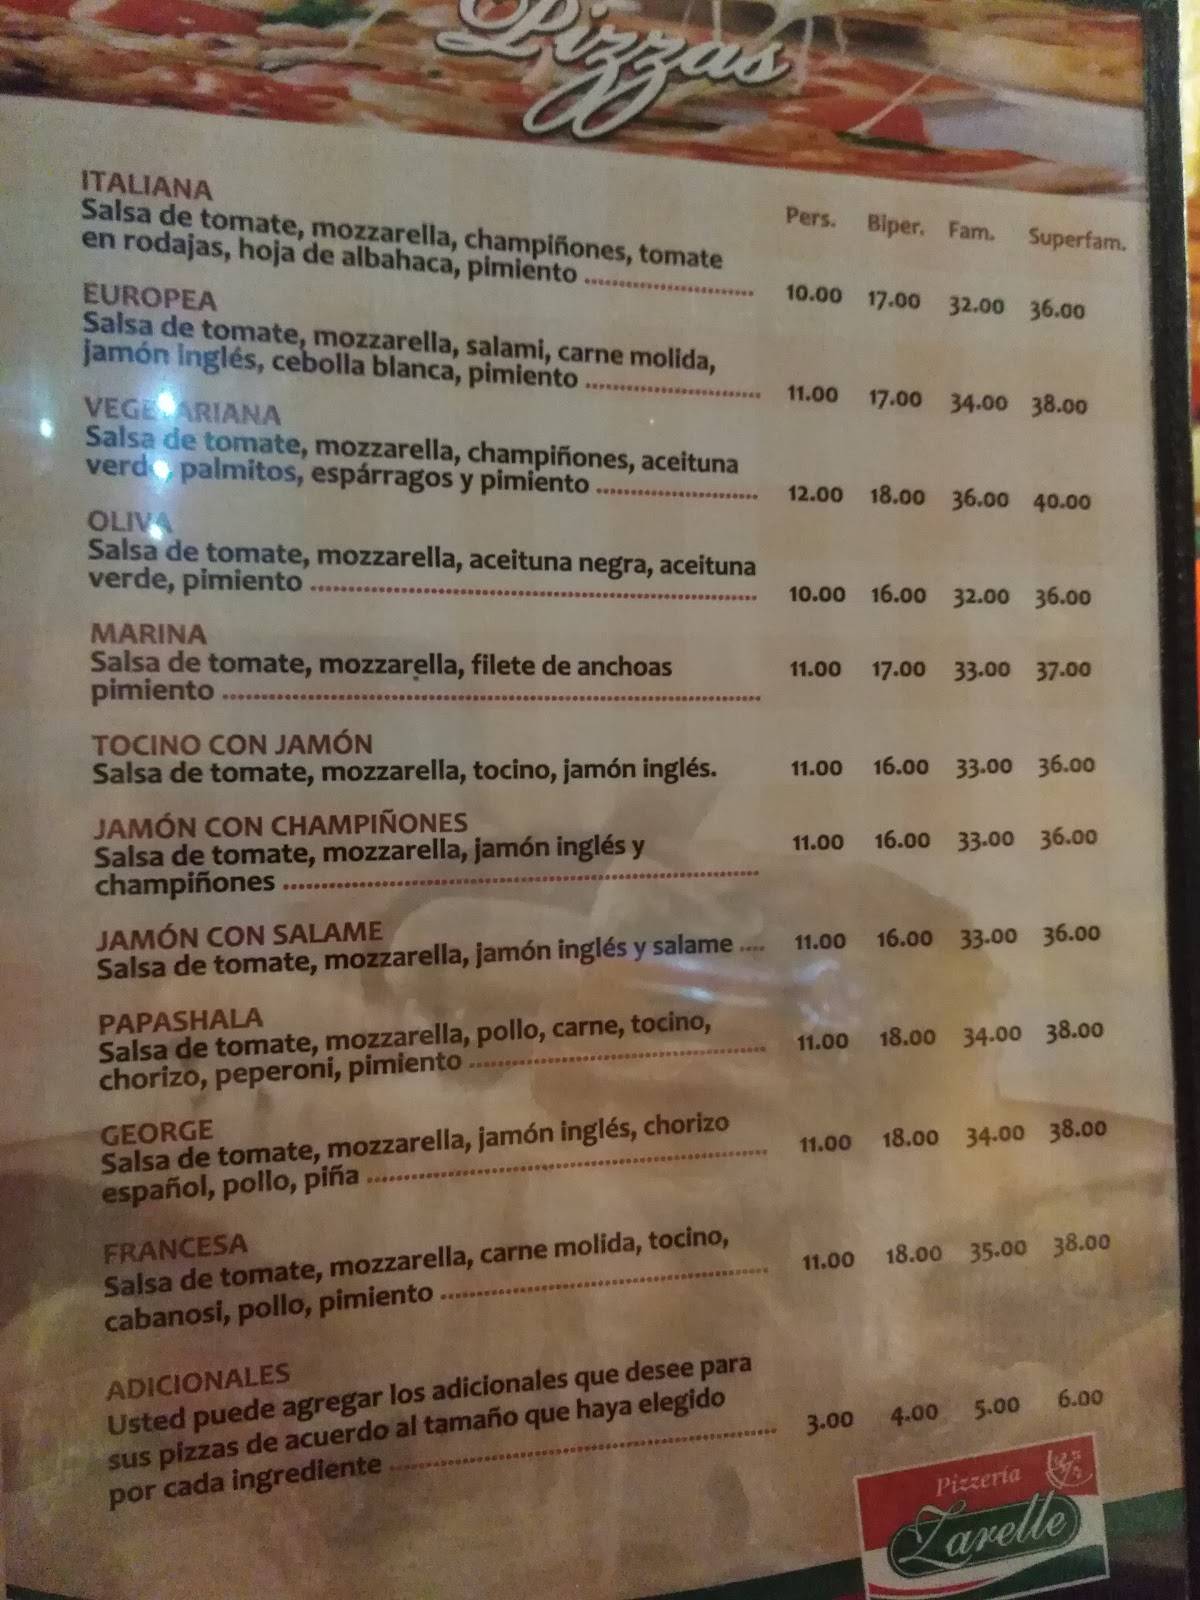 Pizzas
Pers. Biper. Fam. Superfam.
ITALIANA
Salsa de tomate, mozzarella, champiñones, tomate
en rodajas, hoja de albahaca, pimiento ........ 10.00 17.00 32.00 36.00
EUROPEA
Salsa de tomate, mozzarella, salami, carne molida,
jamón inglés, cebolla blanca, pimiento ........ 11.00 17.00 34.00 38.00
VEGETARIANA
Salsa de tomate, mozzarella, champiñones, aceituna
verde, palmitos, espárragos y pimiento ........ 12.00 18.00 36.00 40.00
OLIVA
Salsa de tomate, mozzarella, aceituna negra, aceituna
verde, pimiento ........ 10.00 16.00 32.00 36.00
MARINA
Salsa de tomate, mozzarella, filete de anchoas 11.00 17.00 33.00 37.00
pimiento ........
TOCINO CON JAMÓN
Salsa de tomate, mozzarella, tocino, jamón inglés. 11.00 16.00 33.00 36.00
JAMÓN CON CHAMPIÑONES
Salsa de tomate, mozzarella, jamón inglés y 11.00 16.00 33.00 36.00
champiñones ........
JAMÓN CON SALAME
Salsa de tomate, mozzarella, jamón inglés y salame .... 11.00 16.00 33.00 36.00
PAPASHALA
Salsa de tomate, mozzarella, pollo, carne, tocino,
chorizo, peperoni, pimiento ........ 11.00 18.00 34.00 38.00
GEORGE
Salsa de tomate, mozzarella, jamón inglés, chorizo
español, pollo, piña ........ 11.00 18.00 34.00 38.00
FRANCESA
Salsa de tomate, mozzarella, carne molida, tocino,
cabanosi, pollo, pimiento ........ 11.00 18.00 35.00 38.00
ADICIONALES
Usted puede agregar los adicionales que desee para
sus pizzas de acuerdo al tamaño que haya elegido
por cada ingrediente ........ 3.00 4.00 5.00 6.00
Pizzería
Zarelle